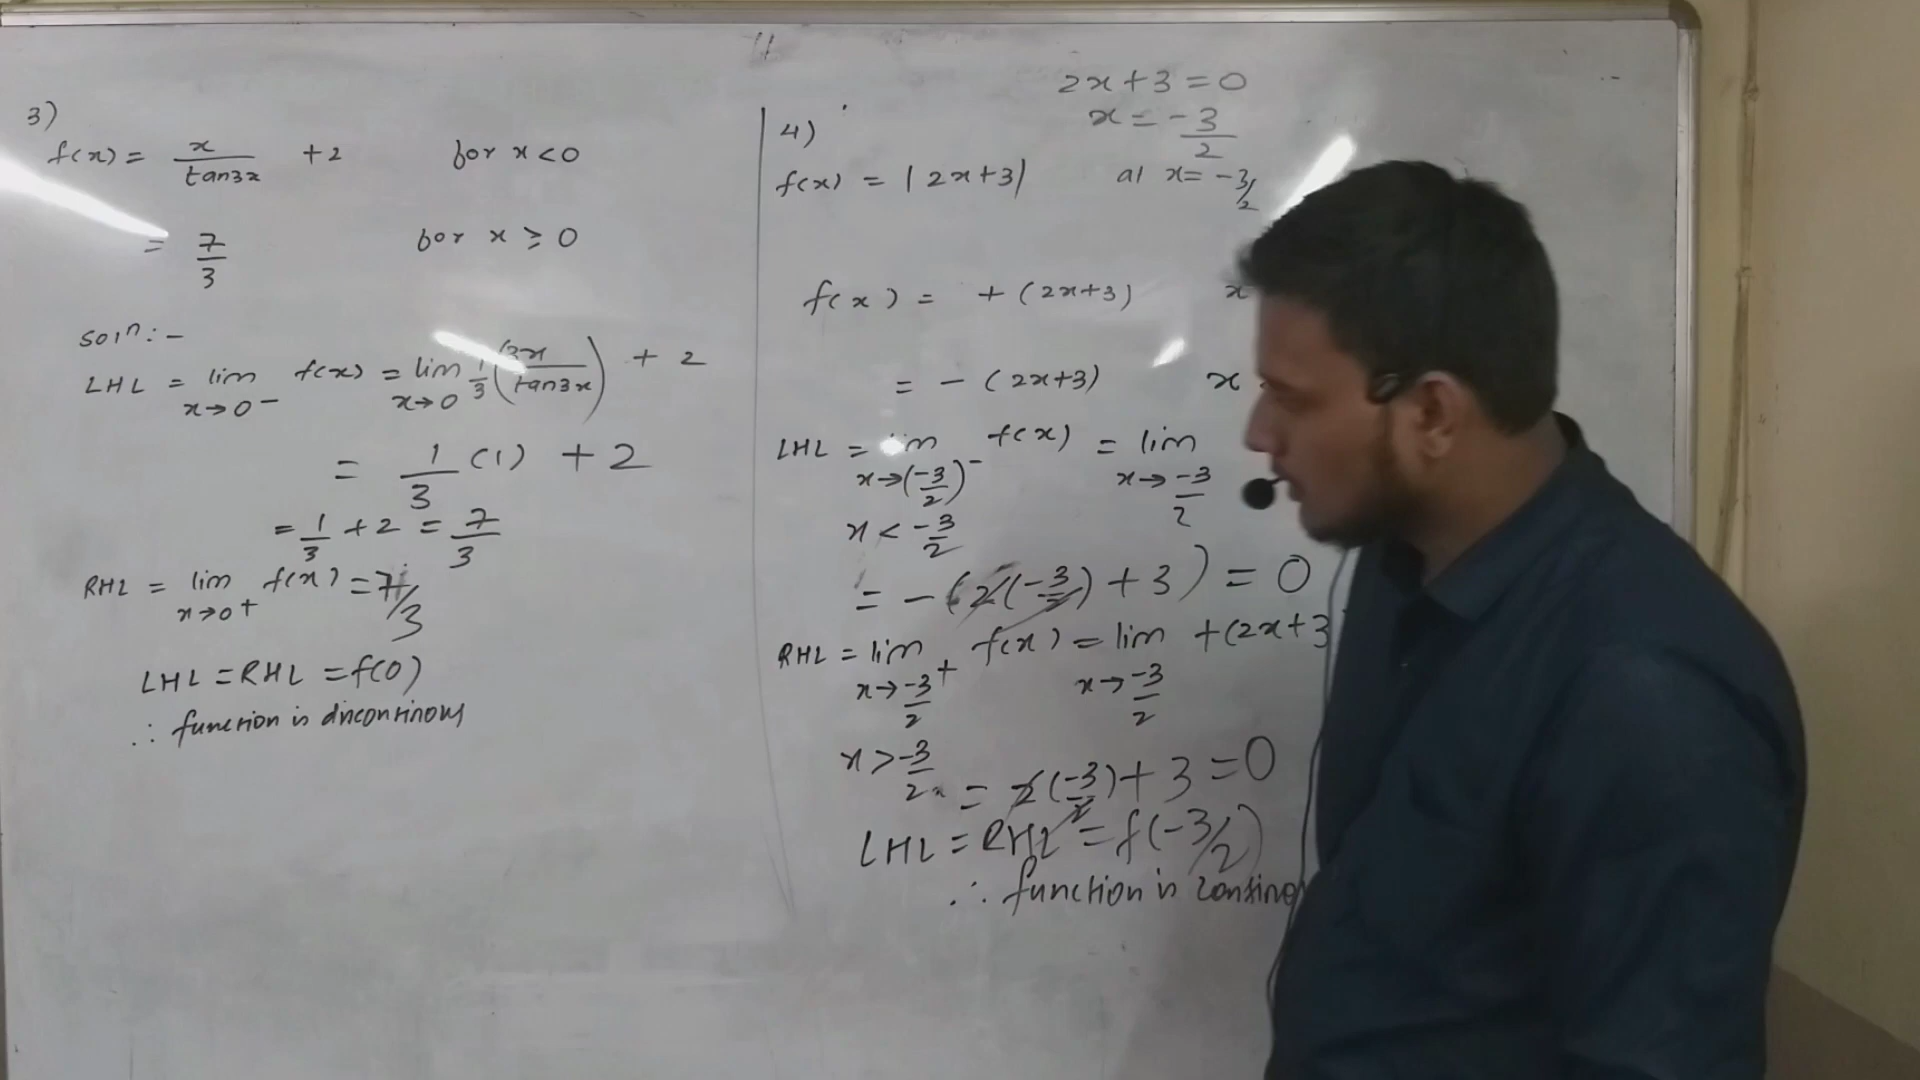 3)
f(x) = x/tan3x + 2 for x < 0
= 7/3 for x ≥ 0
soln:-
LHL = lim x→0⁻ f(x) = lim x→0 1/3 (3x/tan3x) + 2
= 1/3 (1) + 2
= 1/3 + 2 = 7/3
RHL = lim x→0+ f(x) = 7/3
LHL = RHL = f(0)
∴ function is discontinous
2x + 3 = 0
x = -3/2
4)
f(x) = |2x+3| at x = -3/2
f(x) = + (2x+3) x
= - (2x+3) x
LHL = lim x→(-3/2)⁻ f(x) = lim x→-3/2
x < -3/2
= -(2(-3/2) + 3) = 0
RHL = lim x→-3/2+ f(x) = lim x→-3/2 +(2x+3
x > -3/2
= 2(-3/2) + 3 = 0
LHL = RHL = f(-3/2)
∴ function is contino